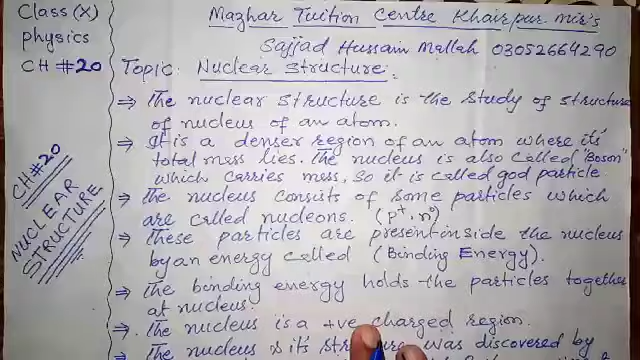 Class (X)
physics
CH #20
Mazhar Tuition Centre Khairpur mir's
Sajjad Hussain Mallah 03052664290
Topic: Nuclear Structure:
⇒ The nuclear structure is the study of structure
of nucleus of an atom.
⇒ It is a denser region of an atom where it's
total mass lies. The nucleus is also called "Boson"
which carries mass, so it is called god particle
⇒ The nucleus consists of some particles which
are called nucleons. (p⁺, n⁰)
⇒ These particles are present inside the nucleus
by an energy called (Binding Energy).
⇒ The binding energy holds the particles together
at nucleus.
⇒ The nucleus is a +ve charged region.
⇒ The nucleus & it's was discovered by
CH #20
NUCLEAR
STRUCTURE